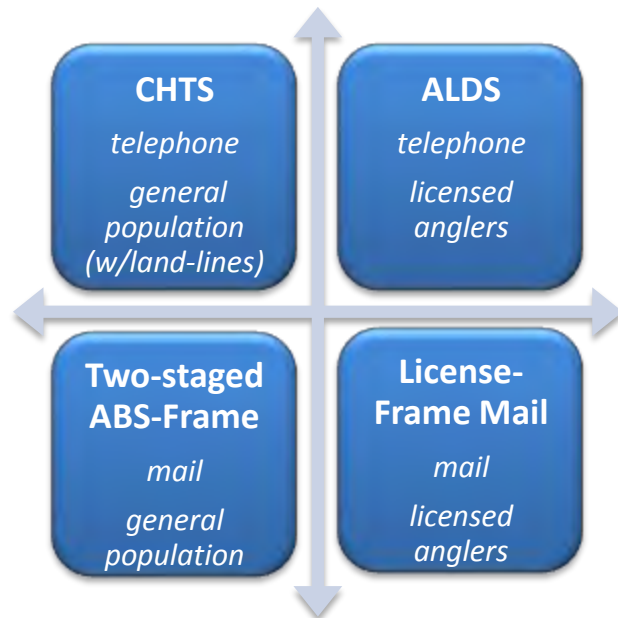 CHTS
telephone
general
population
(w/land-lines)
ALDS
telephone
licensed
anglers
Two-staged
ABS-Frame
mail
general
population
License-
Frame Mail
mail
licensed
anglers